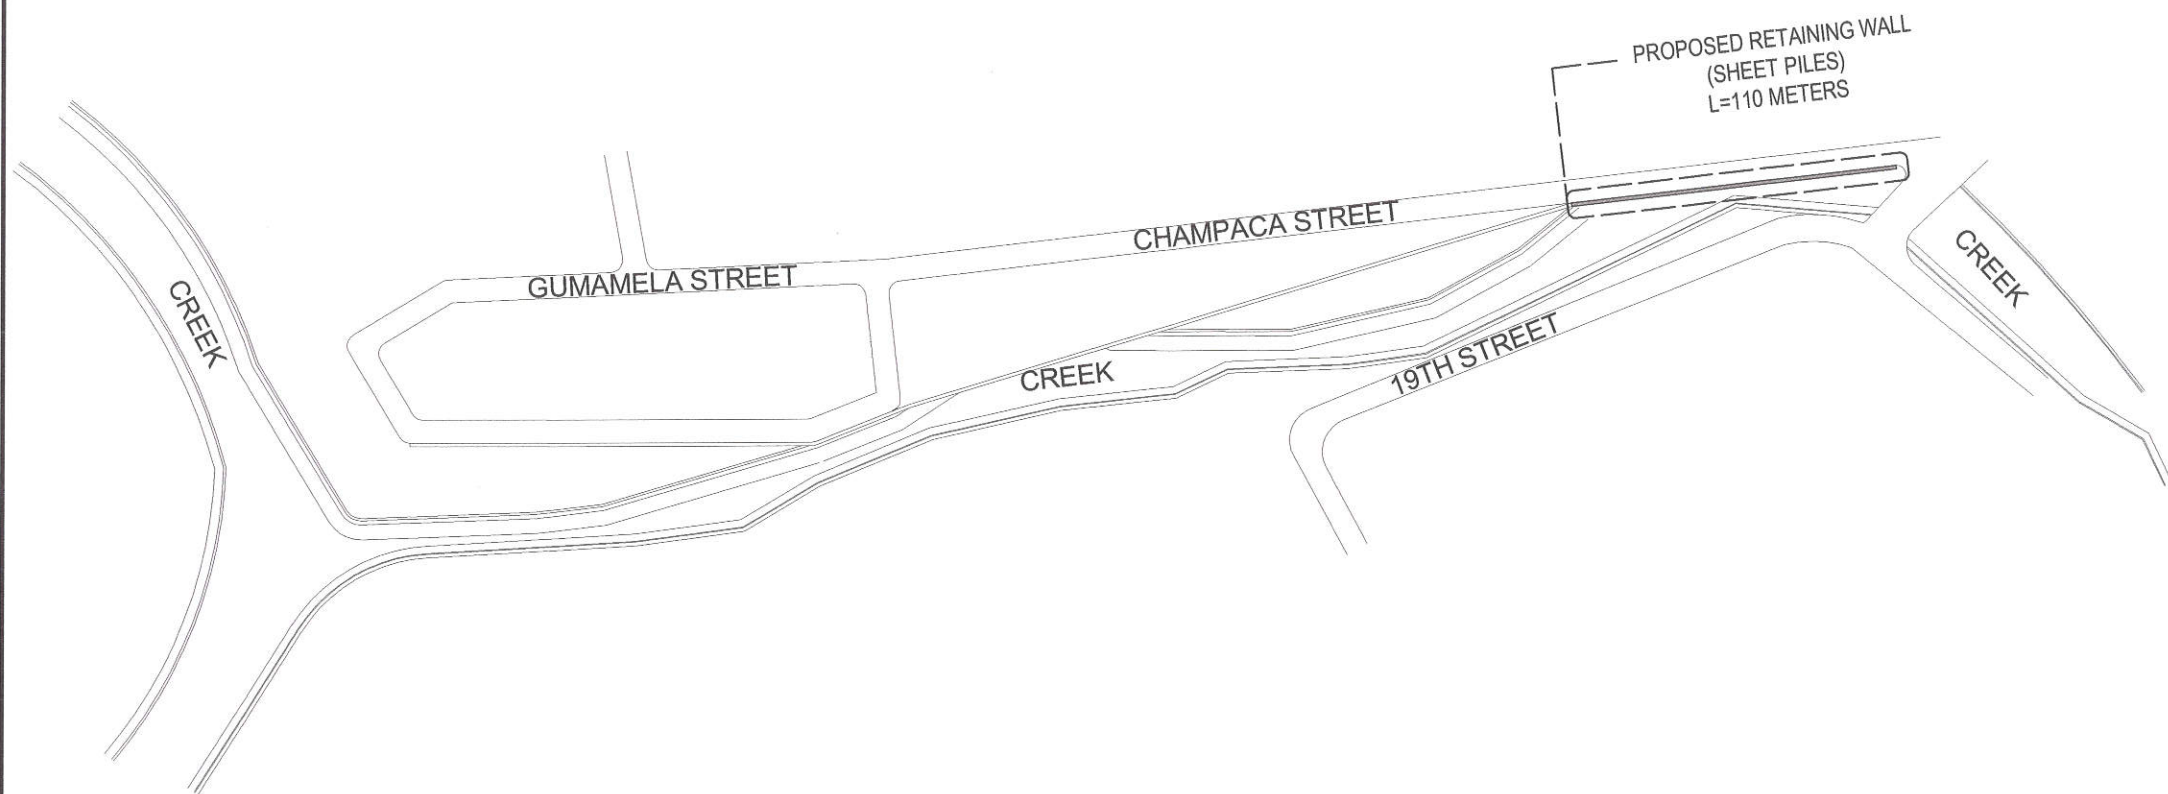 PROPOSED RETAINING WALL
(SHEET PILES)
L=110 METERS
CHAMPACA STREET
GUMAMELA STREET
CREEK
CREEK
CREEK
19TH STREET